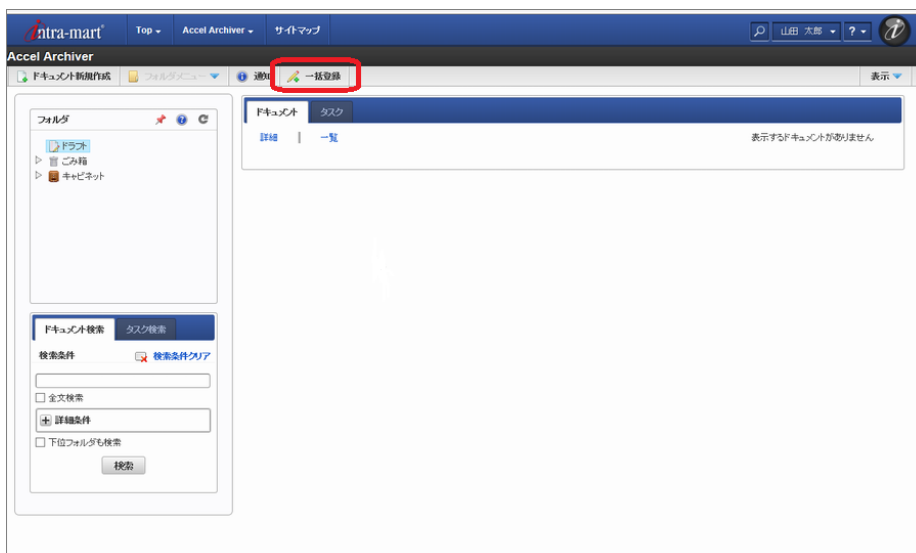 intra-mart Top Accel Archiver サイトマップ 山田 太郎 ?
Accel Archiver
ドキュメント新規作成 フォルダメニュー 通知 一括登録 表示
フォルダ
ドラフト
ごみ箱
キャビネット
ドキュメント タスク
詳細 | 一覧 表示するドキュメントがありません
ドキュメント検索 タスク検索
検索条件 検索条件クリア
全文検索
詳細条件
下位フォルダも検索
検索